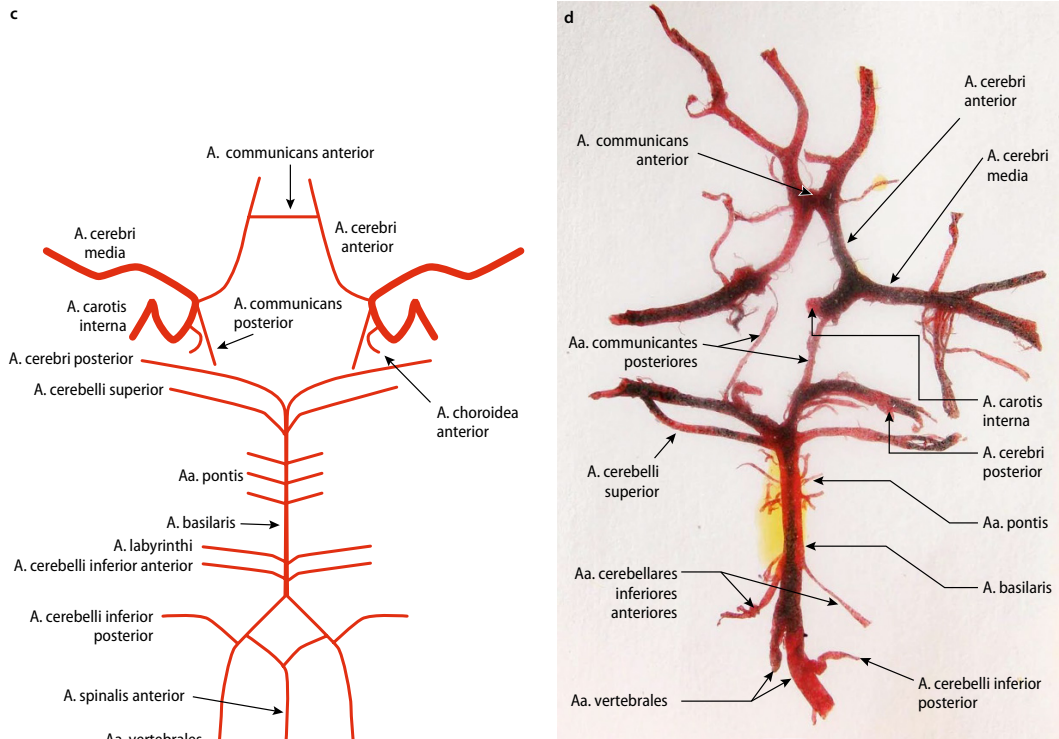 c
A. communicans anterior
A. cerebri
media
A. cerebri
anterior
A. carotis
interna
A. communicans
posterior
A. cerebri posterior
A. cerebelli superior
A. choroidea
anterior
Aa. pontis
A. basilaris
A. labyrinthi
A. cerebelli inferior anterior
A. cerebelli inferior
posterior
A. spinalis anterior
Aa. vertebrales
d
A. cerebri
anterior
A. communicans
anterior
A. cerebri
media
Aa. communicantes
posteriores
A. carotis
interna
A. cerebri
posterior
A. cerebelli
superior
Aa. pontis
Aa. cerebellares
inferiores
anteriores
A. basilaris
A. cerebelli inferior
posterior
Aa. vertebrales